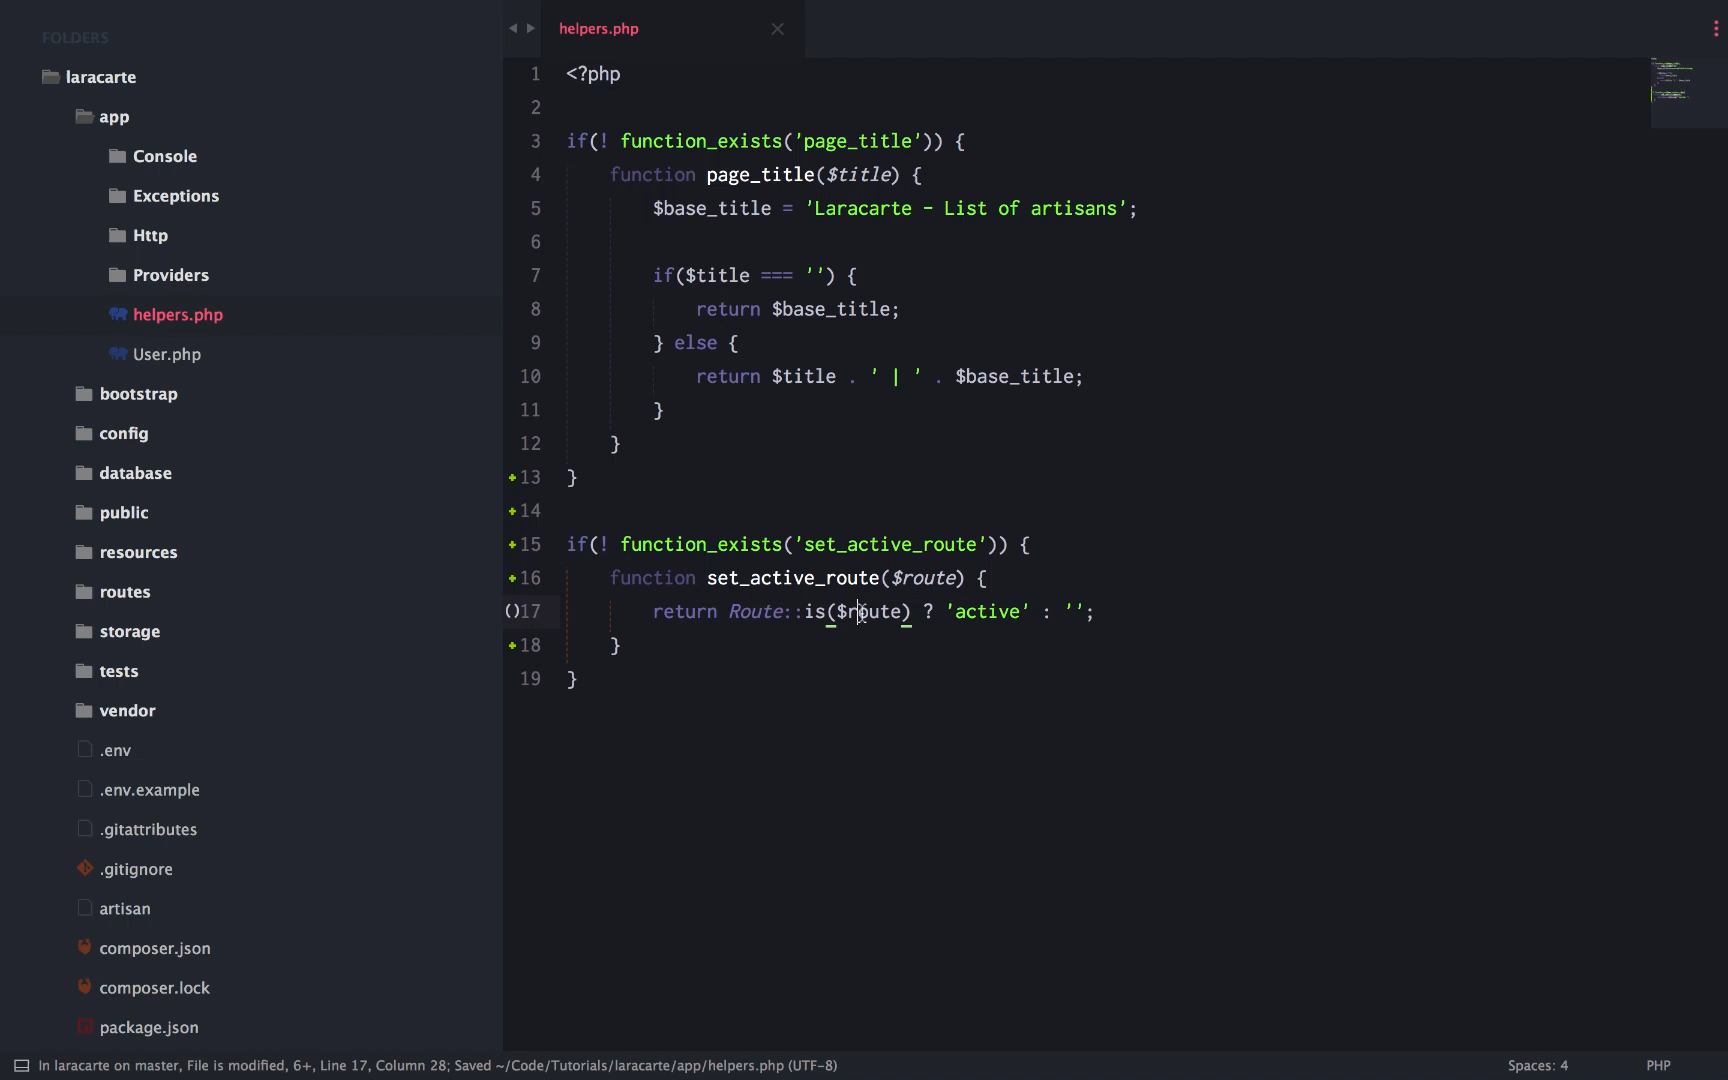 FOLDERS
laracarte
app
Console
Exceptions
Http
Providers
helpers.php
User.php
bootstrap
config
database
public
resources
routes
storage
tests
vendor
.env
.env.example
.gitattributes
.gitignore
artisan
composer.json
composer.lock
package.json
helpers.php
1 <?php
2
3 if(! function_exists('page_title')) {
4 function page_title($title) {
5 $base_title = 'Laracarte - List of artisans';
6
7 if($title === '') {
8 return $base_title;
9 } else {
10 return $title . ' | ' . $base_title;
11 }
12 }
13 }
14
15 if(! function_exists('set_active_route')) {
16 function set_active_route($route) {
()17 return Route::is($route) ? 'active' : '';
18 }
19 }
In laracarte on master, File is modified, 6+, Line 17, Column 28; Saved ~/Code/Tutorials/laracarte/app/helpers.php (UTF-8)
Spaces: 4
PHP